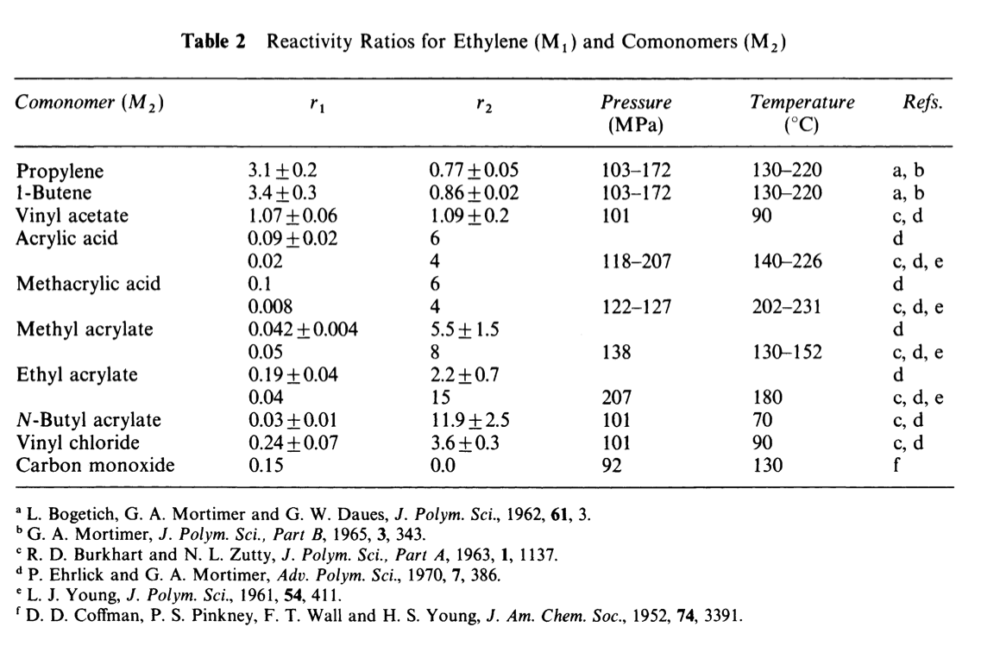 Table 2 Reactivity Ratios for Ethylene (M₁) and Comonomers (M₂)
Comonomer (M₂) r₁ r₂ Pressure Temperature Refs.
(MPa) (°C)
Propylene 3.1±0.2 0.77±0.05 103–172 130–220 a, b
1-Butene 3.4±0.3 0.86±0.02 103–172 130–220 a, b
Vinyl acetate 1.07±0.06 1.09±0.2 101 90 c, d
Acrylic acid 0.09±0.02 6 d
0.02 4 118–207 140–226 c, d, e
Methacrylic acid 0.1 6 d
0.008 4 122–127 202–231 c, d, e
Methyl acrylate 0.042±0.004 5.5±1.5 d
0.05 8 138 130–152 c, d, e
Ethyl acrylate 0.19±0.04 2.2±0.7 d
0.04 15 207 180 c, d, e
N-Butyl acrylate 0.03±0.01 11.9±2.5 101 70 c, d
Vinyl chloride 0.24±0.07 3.6±0.3 101 90 c, d
Carbon monoxide 0.15 0.0 92 130 f
ᵃ L. Bogetich, G. A. Mortimer and G. W. Daues, J. Polym. Sci., 1962, 61, 3.
ᵇ G. A. Mortimer, J. Polym. Sci., Part B, 1965, 3, 343.
ᶜ R. D. Burkhart and N. L. Zutty, J. Polym. Sci., Part A, 1963, 1, 1137.
ᵈ P. Ehrlick and G. A. Mortimer, Adv. Polym. Sci., 1970, 7, 386.
ᵉ L. J. Young, J. Polym. Sci., 1961, 54, 411.
ᶠ D. D. Coffman, P. S. Pinkney, F. T. Wall and H. S. Young, J. Am. Chem. Soc., 1952, 74, 3391.